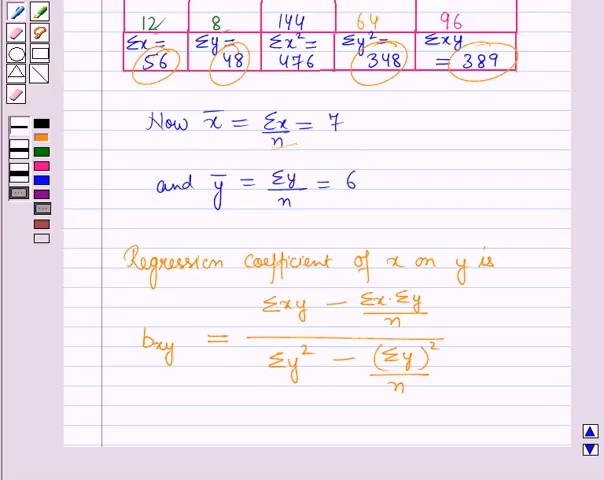 12 8 144 64 96
Σx= Σy= Σx²= Σy²= Σxy
56 48 476 348 = 389
Now x̅ = Σx/n = 7
and y̅ = Σy/n = 6
Regression coefficient of x on y is
bxy = (Σxy − (Σx·Σy)/n) / (Σy² − (Σy)²/n)